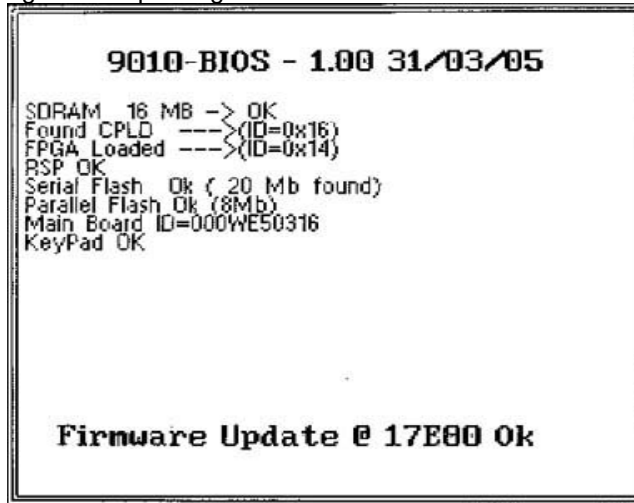 9010-BIOS - 1.00 31/03/05
SDRAM 16 MB -> OK
Found CPLD --->(ID=0x16)
FPGA Loaded --->(ID=0x14)
RSP OK
Serial Flash Ok ( 20 Mb found)
Parallel Flash Ok (8Mb)
Main Board ID=000WE50316
KeyPad OK
Firmware Update @ 17E80 Ok